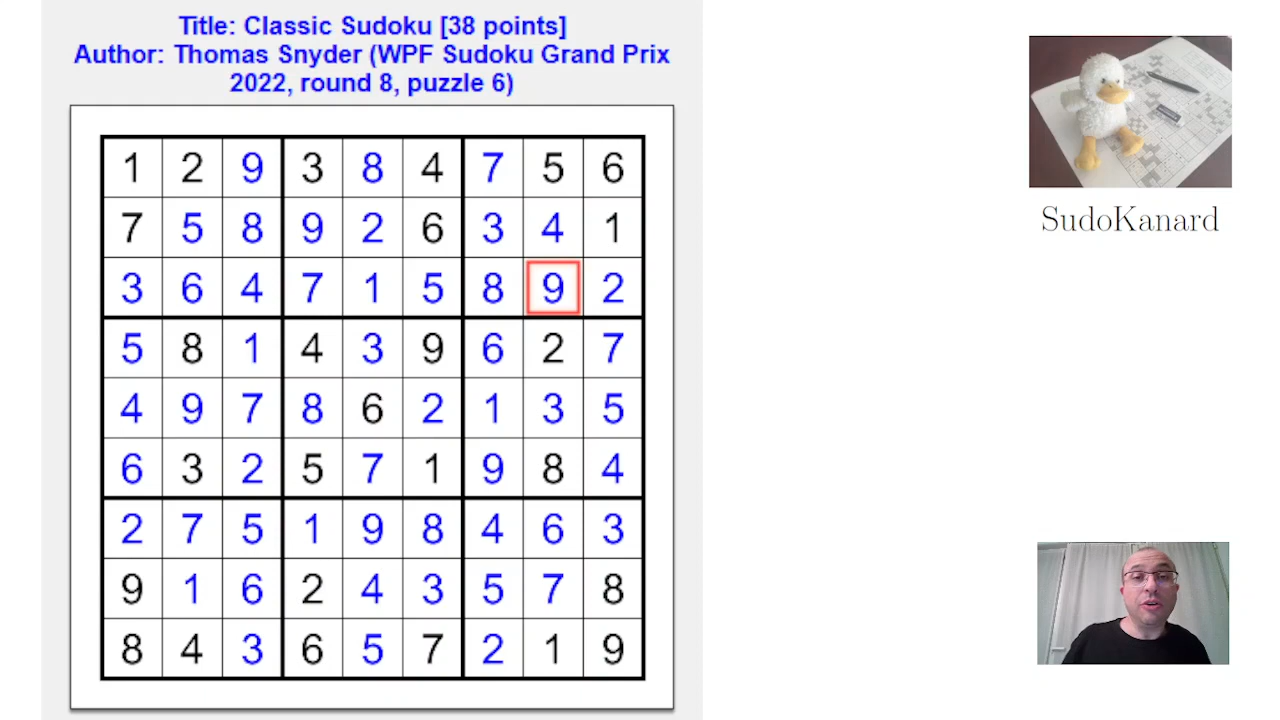 Title: Classic Sudoku [38 points]
Author: Thomas Snyder (WPF Sudoku Grand Prix
2022, round 8, puzzle 6)
1 2 9 3 8 4 7 5 6
7 5 8 9 2 6 3 4 1
3 6 4 7 1 5 8 9 2
5 8 1 4 3 9 6 2 7
4 9 7 8 6 2 1 3 5
6 3 2 5 7 1 9 8 4
2 7 5 1 9 8 4 6 3
9 1 6 2 4 3 5 7 8
8 4 3 6 5 7 2 1 9
SudoKanard